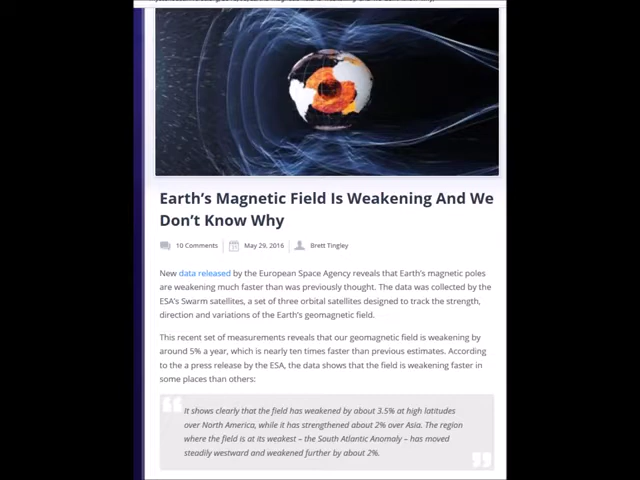 Earth's Magnetic Field Is Weakening And We
Don't Know Why
10 Comments
May 29, 2016
Brett Tingley
New data released by the European Space Agency reveals that Earth's magnetic poles
are weakening much faster than was previously thought. The data was collected by the
ESA's Swarm satellites, a set of three orbital satellites designed to track the strength,
direction and variations of the Earth's geomagnetic field.
This recent set of measurements reveals that our geomagnetic field is weakening by
around 5% a year, which is nearly ten times faster than previous estimates. According
to the a press release by the ESA, the data shows that the field is weakening faster in
some places than others:
It shows clearly that the field has weakened by about 3.5% at high latitudes
over North America, while it has strengthened about 2% over Asia. The region
where the field is at its weakest – the South Atlantic Anomaly – has moved
steadily westward and weakened further by about 2%.